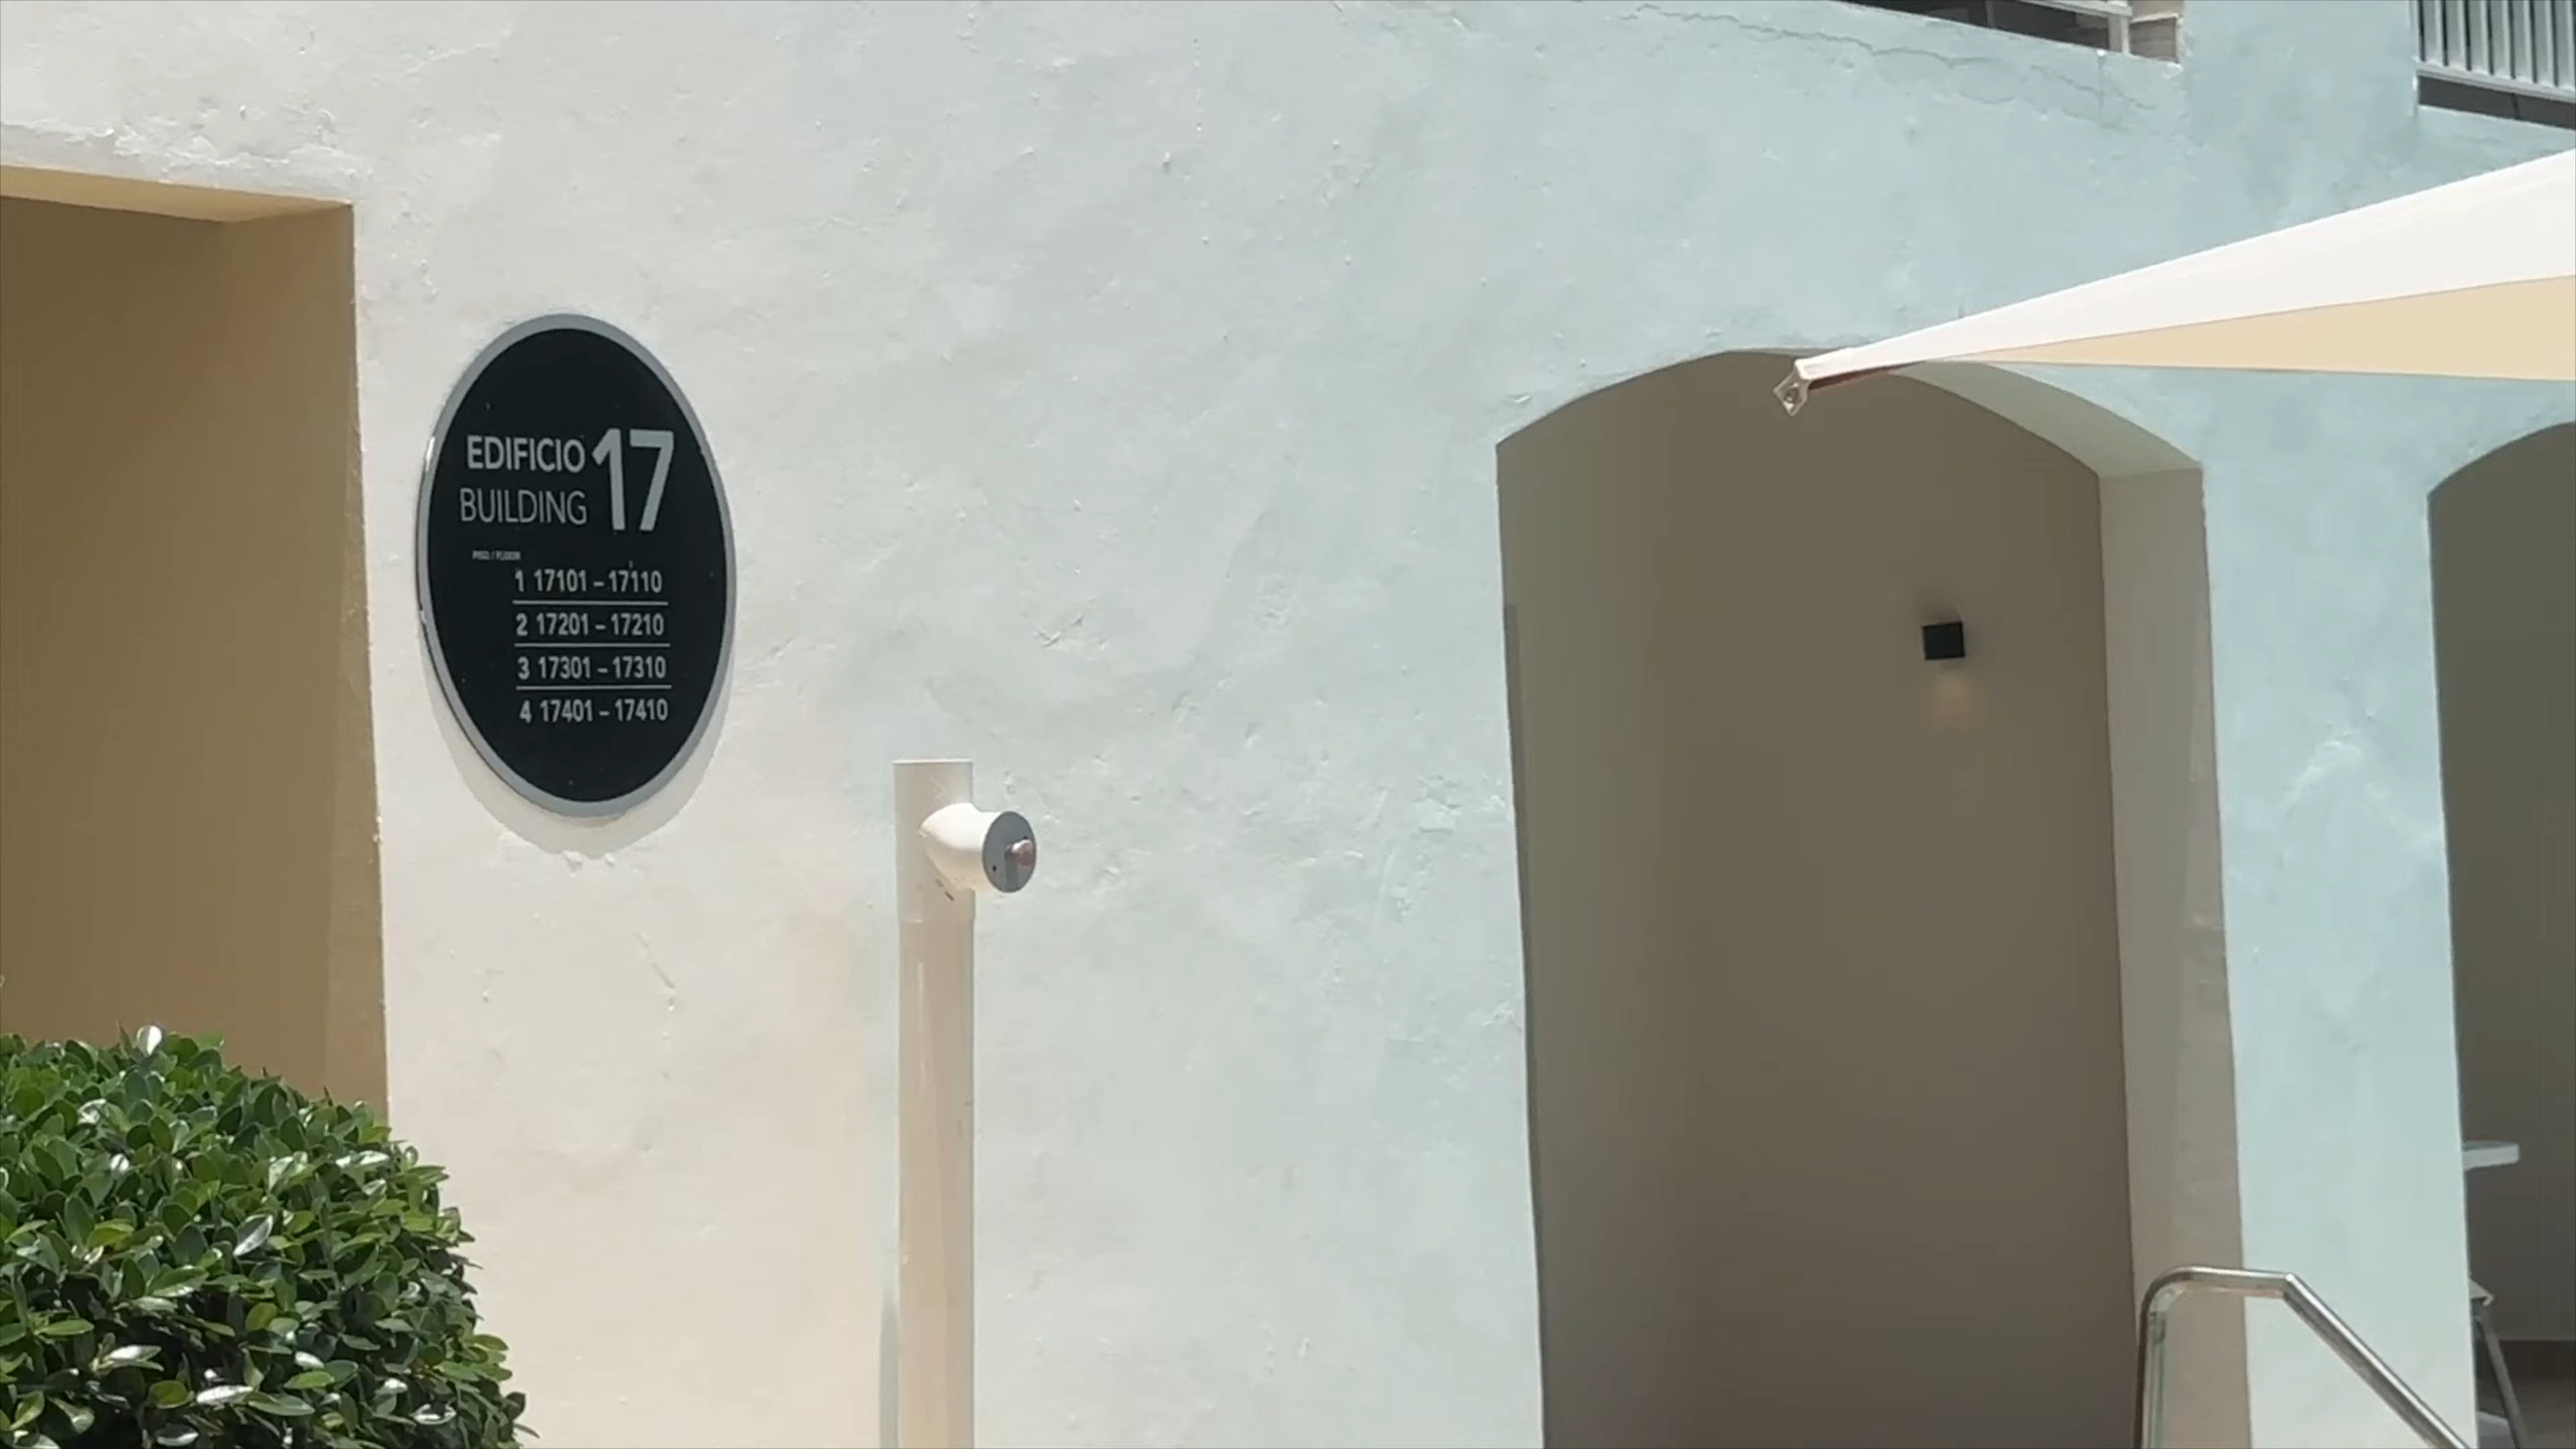 EDIFICIO 17
BUILDING
PISO / FLOOR
1 17101 – 17110
2 17201 – 17210
3 17301 – 17310
4 17401 – 17410